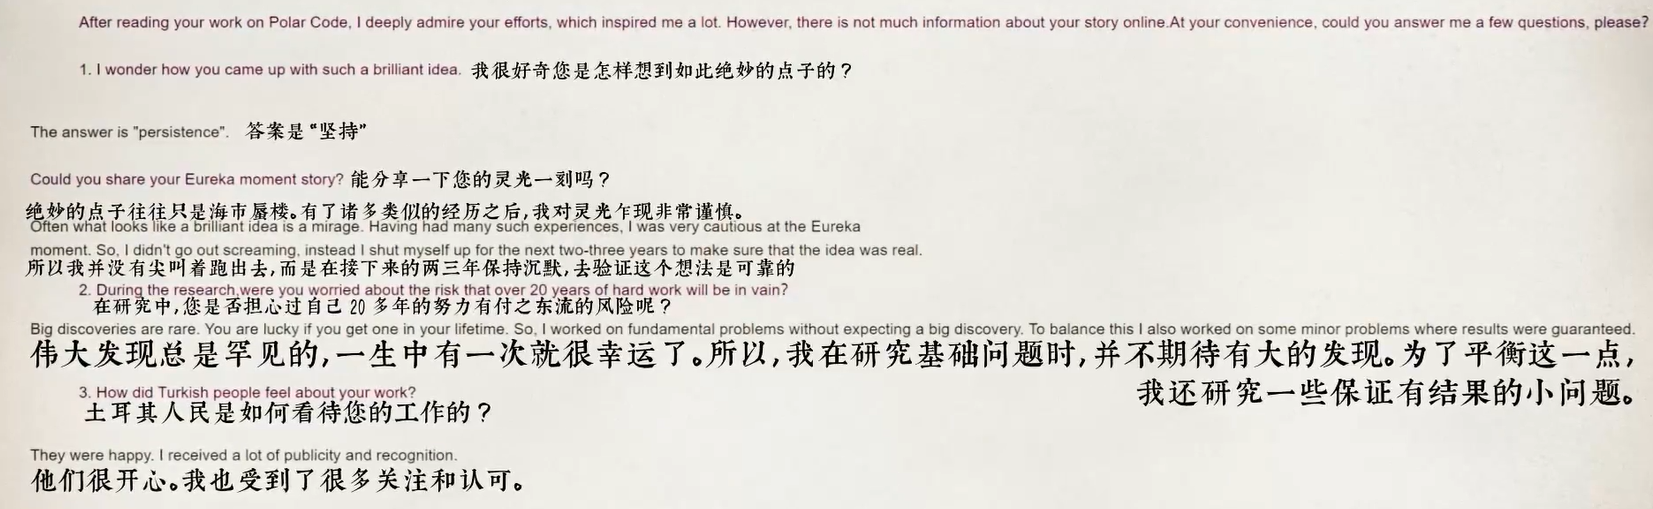 After reading your work on Polar Code, I deeply admire your efforts, which inspired me a lot. However, there is not much information about your story online.At your convenience, could you answer me a few questions, please?
1. I wonder how you came up with such a brilliant idea. 我很好奇您是怎样想到如此绝妙的点子的？
The answer is "persistence". 答案是“坚持”
Could you share your Eureka moment story? 能分享一下您的灵光一刻吗？
绝妙的点子往往只是海市蜃楼。有了诸多类似的经历之后,我对灵光乍现非常谨慎。
Often what looks like a brilliant idea is a mirage. Having had many such experiences, I was very cautious at the Eureka
moment. So, I didn't go out screaming, instead I shut myself up for the next two-three years to make sure that the idea was real.
所以我并没有尖叫着跑出去,而是在接下来的两三年保持沉默,去验证这个想法是可靠的
2. During the research,were you worried about the risk that over 20 years of hard work will be in vain?
在研究中,您是否担心过自己 20 多年的努力有付之东流的风险呢？
Big discoveries are rare. You are lucky if you get one in your lifetime. So, I worked on fundamental problems without expecting a big discovery. To balance this I also worked on some minor problems where results were guaranteed.
伟大发现总是罕见的,一生中有一次就很幸运了。所以,我在研究基础问题时,并不期待有大的发现。为了平衡这一点,
我还研究一些保证有结果的小问题。
3. How did Turkish people feel about your work?
土耳其人民是如何看待您的工作的？
They were happy. I received a lot of publicity and recognition.
他们很开心。我也受到了很多关注和认可。